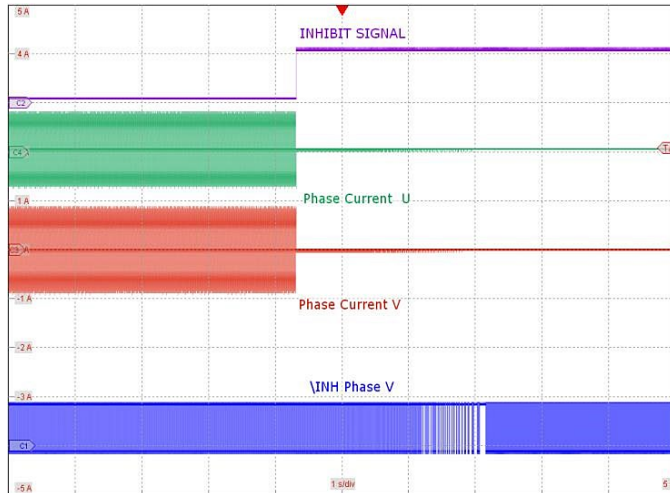 5 A
INHIBIT SIGNAL
4 A
C2
C4
Phase Current U
1 A
C3
A
Phase Current V
-1 A
-2 A
\INH Phase V
-3 A
C1
-5 A
1 s/div
5